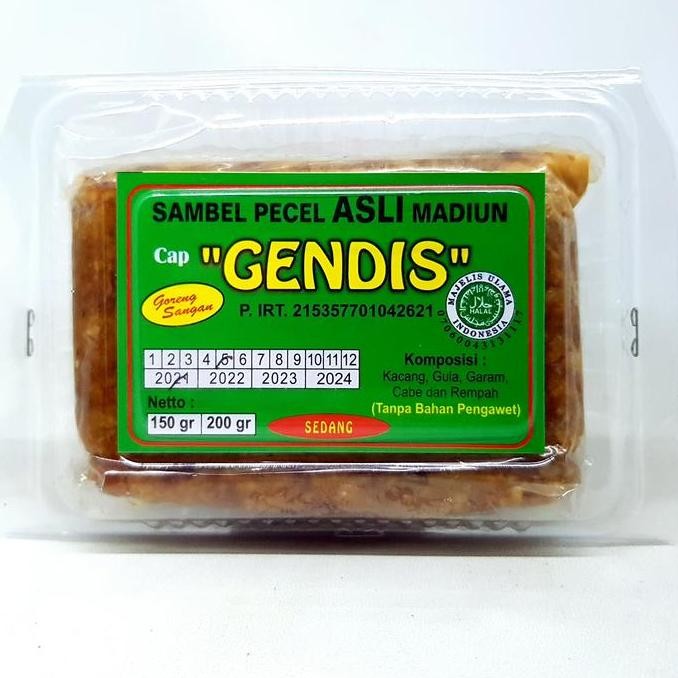 SAMBEL PECEL ASLI MADIUN
Cap "GENDIS"
Goreng
Sangan
P. IRT. 215357701042621
MAJELIS ULAMA
حلال
HALAL
INDONESIA
1 2 3 4 5 6 7 8 9 10 11 12
2021 2022 2023 2024
Netto :
150 gr 200 gr
Komposisi :
Kacang, Gula, Garam,
Cabe dan Rempah
(Tanpa Bahan Pengawet)
SEDANG